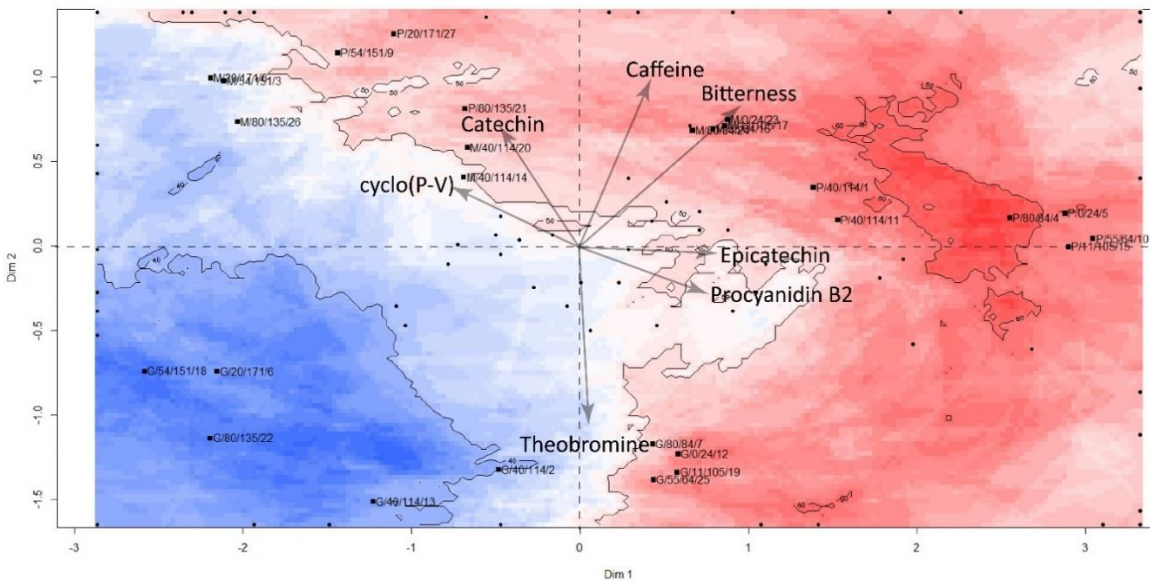 P/20/171/27
P/54/151/9
M/54/151/3
M/80/135/26
P/80/135/21
Caffeine
Bitterness
Catechin
M/0/24/23
M/40/114/20
M/40/114/14
cyclo(P-V)
P/40/114/1
P/40/114/11
P/80/84/4
P/0/24/5
P/55/64/10
P/11/105/15
Epicatechin
Procyanidin B2
G/54/151/18
G/20/171/6
G/80/135/22
Theobromine
G/80/84/7
G/0/24/12
G/40/114/2
G/11/105/19
G/55/64/25
G/40/114/13
1.0
0.5
0.0
-0.5
-1.0
-1.5
Dim 2
-3 -2 -1 0 1 2 3
Dim 1